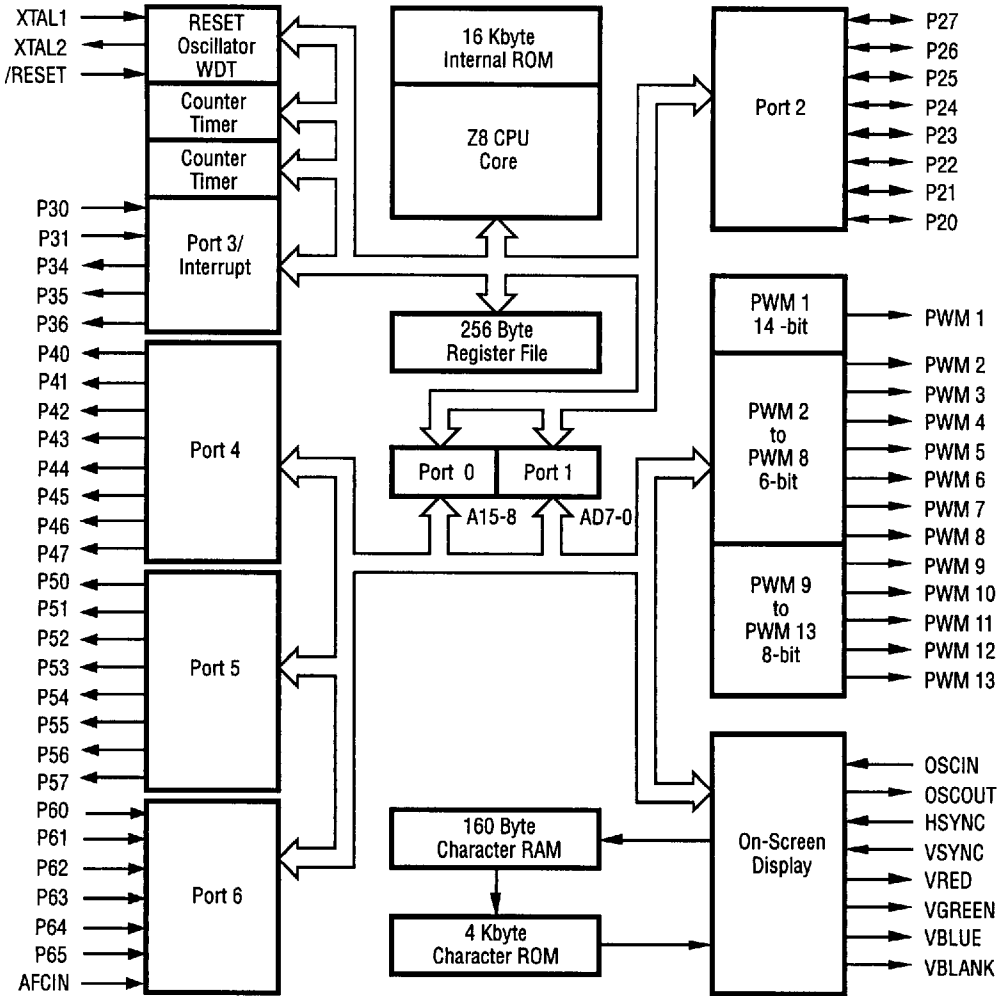 XTAL1
XTAL2
/RESET
RESET
Oscillator
WDT
Counter
Timer
Counter
Timer
P30
P31
P34
P35
P36
Port 3/
Interrupt
16 Kbyte
Internal ROM
Z8 CPU
Core
256 Byte
Register File
Port 2
P27
P26
P25
P24
P23
P22
P21
P20
P40
P41
P42
P43
P44
P45
P46
P47
Port 4
Port 0
Port 1
A15-8
AD7-0
PWM 1
14 -bit
PWM 2
to
PWM 8
6-bit
PWM 9
to
PWM 13
8-bit
PWM 1
PWM 2
PWM 3
PWM 4
PWM 5
PWM 6
PWM 7
PWM 8
PWM 9
PWM 10
PWM 11
PWM 12
PWM 13
P50
P51
P52
P53
P54
P55
P56
P57
Port 5
P60
P61
P62
P63
P64
P65
AFCIN
Port 6
160 Byte
Character RAM
4 Kbyte
Character ROM
On-Screen
Display
OSCIN
OSCOUT
HSYNC
VSYNC
VRED
VGREEN
VBLUE
VBLANK